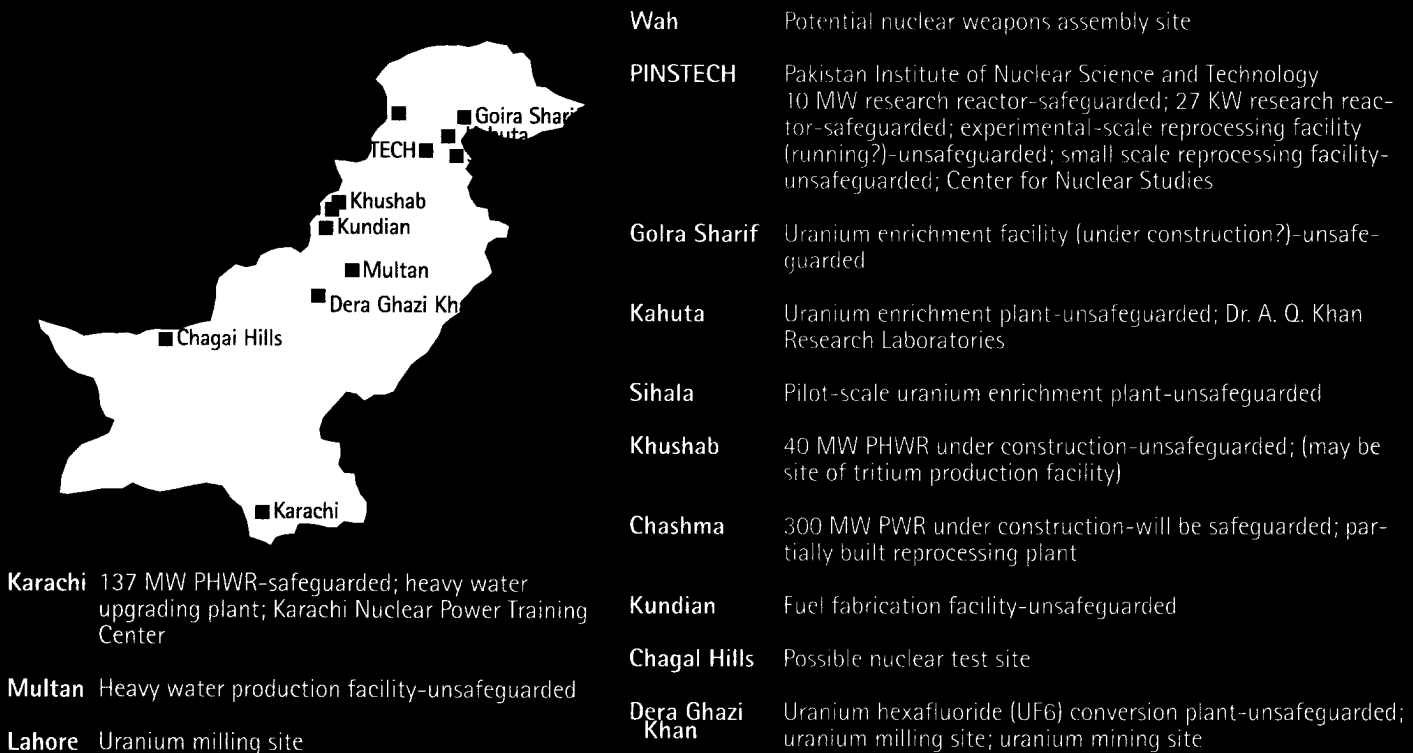 Goira Shari
TECH
Khushab
Kundian
Multan
Dera Ghazi Kh
Chagai Hills
Karachi
Karachi 137 MW PHWR-safeguarded; heavy water
upgrading plant; Karachi Nuclear Power Training
Center
Multan Heavy water production facility-unsafeguarded
Lahore Uranium milling site
Wah Potential nuclear weapons assembly site
PINSTECH Pakistan Institute of Nuclear Science and Technology
10 MW research reactor-safeguarded; 27 KW research reac-
tor-safeguarded; experimental-scale reprocessing facility
(running?)-unsafeguarded; small scale reprocessing facility-
unsafeguarded; Center for Nuclear Studies
Golra Sharif Uranium enrichment facility (under construction?)-unsafe-
guarded
Kahuta Uranium enrichment plant-unsafeguarded; Dr. A. Q. Khan
Research Laboratories
Sihala Pilot-scale uranium enrichment plant-unsafeguarded
Khushab 40 MW PHWR under construction-unsafeguarded; (may be
site of tritium production facility)
Chashma 300 MW PWR under construction-will be safeguarded; par-
tially built reprocessing plant
Kundian Fuel fabrication facility-unsafeguarded
Chagal Hills Possible nuclear test site
Dera Ghazi Uranium hexafluoride (UF6) conversion plant-unsafeguarded;
Khan uranium milling site; uranium mining site